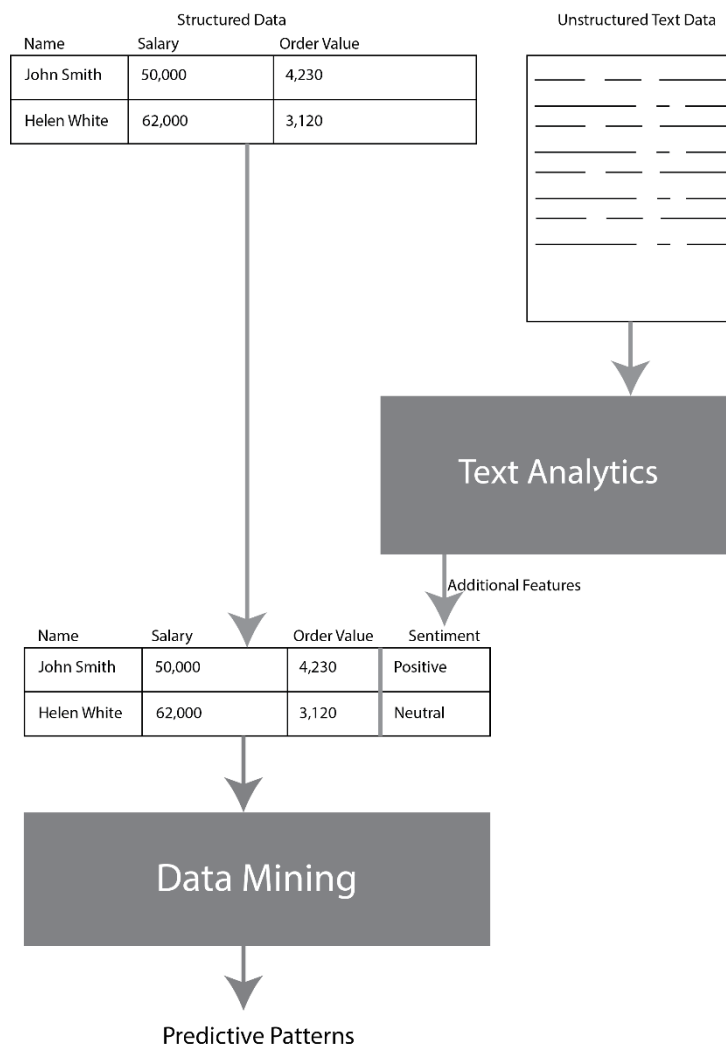 Structured Data
Unstructured Text Data
Name Salary Order Value
John Smith 50,000 4,230
Helen White 62,000 3,120
Text Analytics
Additional Features
Name Salary Order Value Sentiment
John Smith 50,000 4,230 Positive
Helen White 62,000 3,120 Neutral
Data Mining
Predictive Patterns